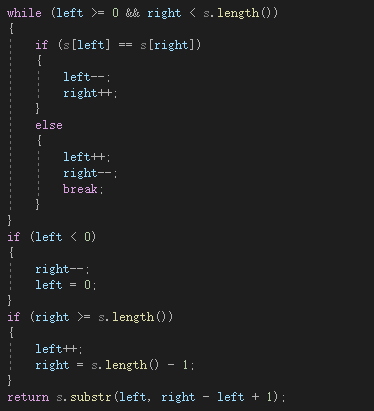 while (left >= 0 && right < s.length())
{
if (s[left] == s[right])
{
left--;
right++;
}
else
{
left++;
right--;
break;
}
}
if (left < 0)
{
right--;
left = 0;
}
if (right >= s.length())
{
left++;
right = s.length() - 1;
}
return s.substr(left, right - left + 1);